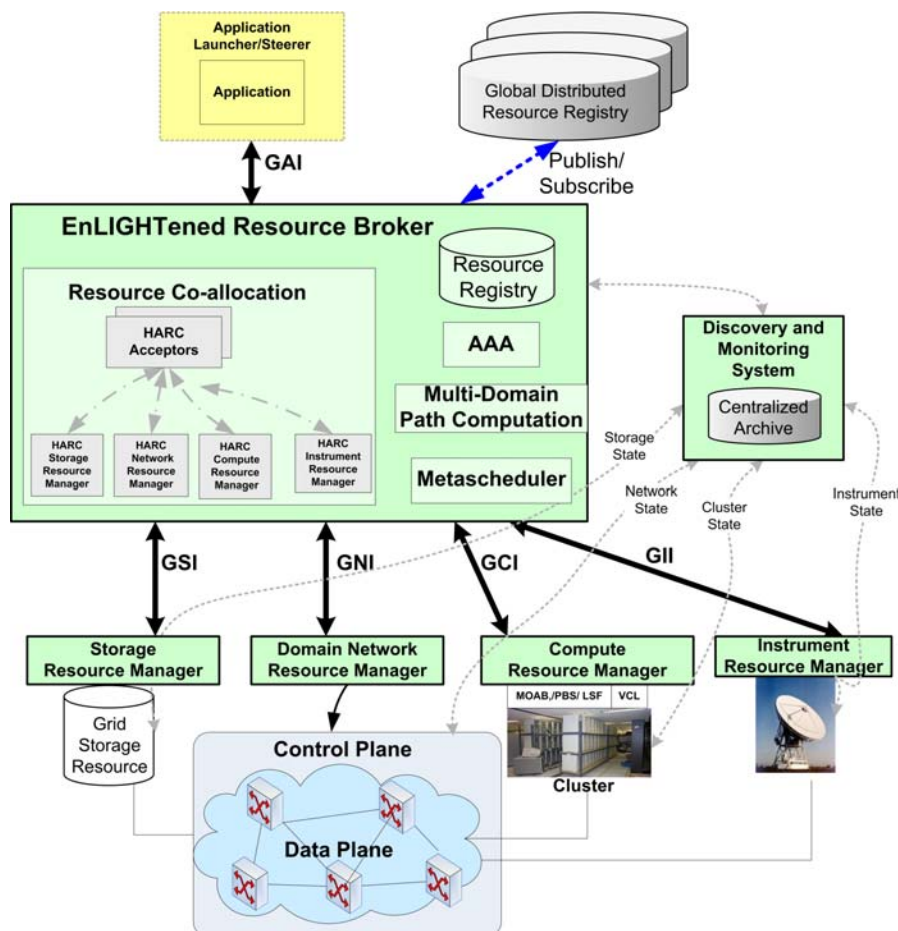 Application
Launcher/Steerer
Application
Global Distributed
Resource Registry
GAI
Publish/
Subscribe
EnLIGHTened Resource Broker
Resource
Registry
Resource Co-allocation
HARC
Acceptors
AAA
Multi-Domain
Path Computation
Metascheduler
HARC
Storage
Resource
Manager
HARC
Network
Resource
Manager
HARC
Compute
Resource
Manager
HARC
Instrument
Resource
Manager
Discovery and
Monitoring
System
Centralized
Archive
Storage
State
Network
State
Cluster
State
Instrument
State
GSI
GNI
GCI
GII
Storage
Resource Manager
Domain Network
Resource Manager
Compute
Resource Manager
Instrument
Resource Manager
MOAB,/PBS/ LSF
VCL
Grid
Storage
Resource
Control Plane
Cluster
Data Plane